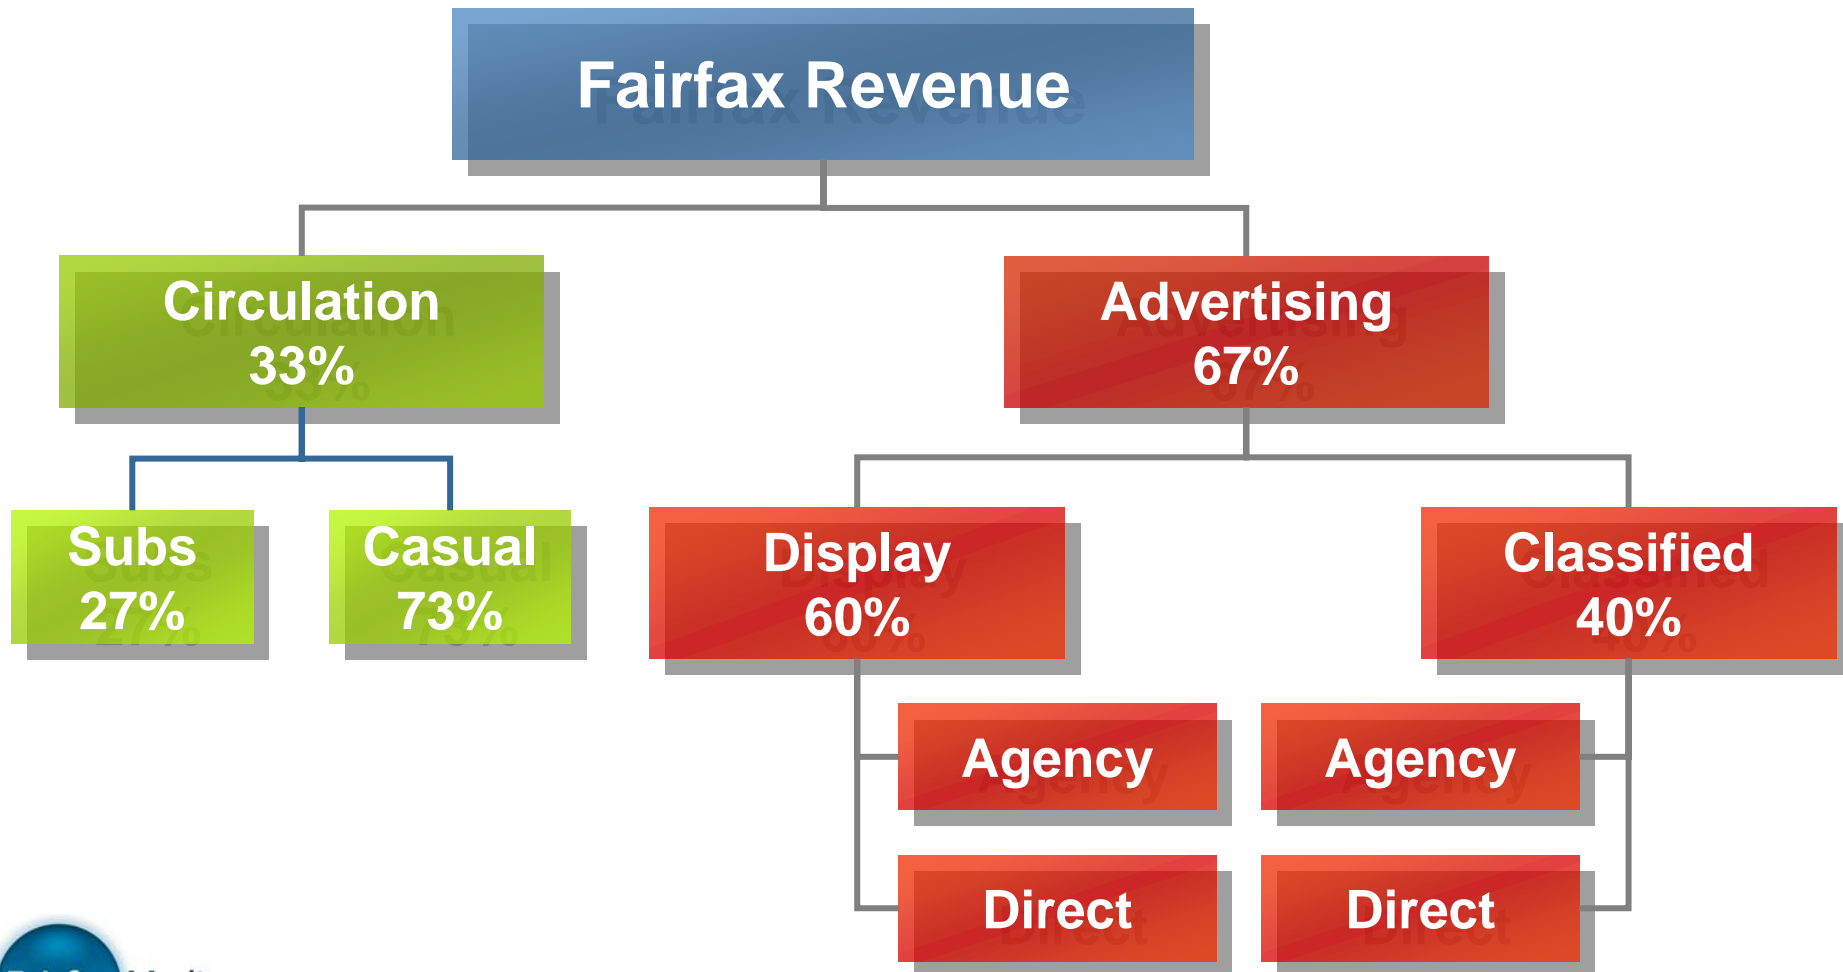 Fairfax Revenue
Circulation
33%
Advertising
67%
Subs
27%
Casual
73%
Display
60%
Classified
40%
Agency
Agency
Direct
Direct